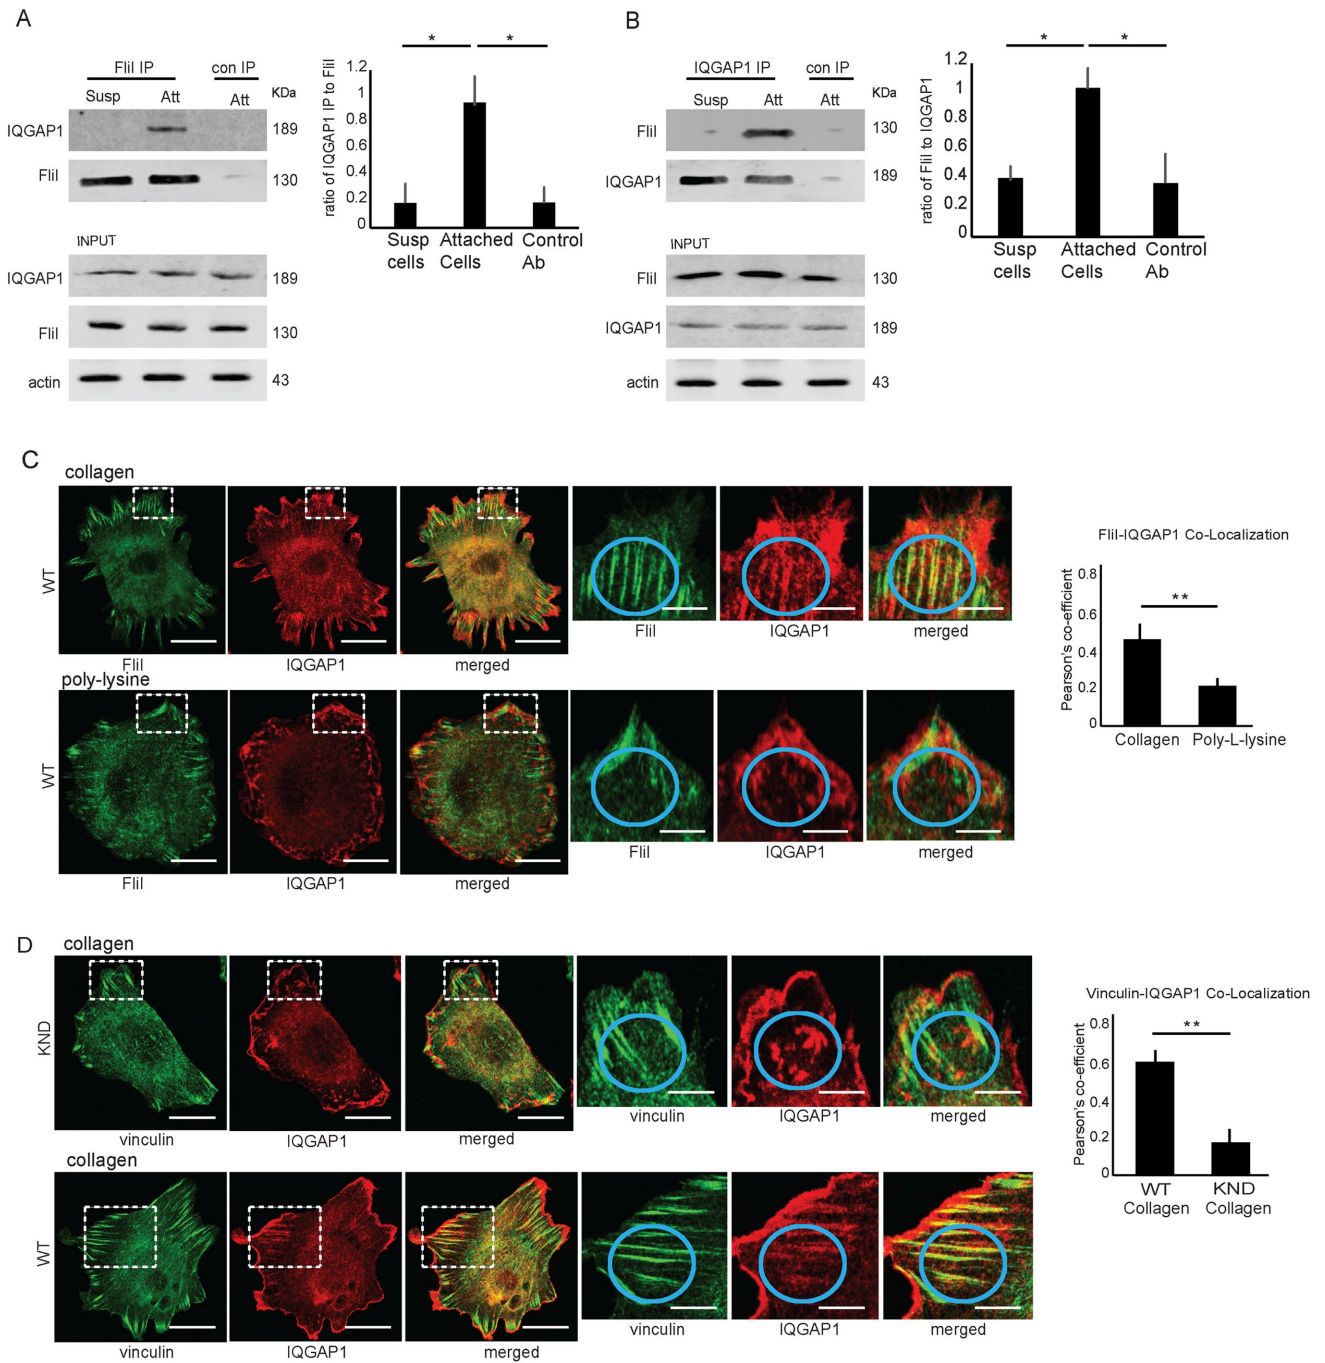 A
FliI IP
con IP
Susp
Att
Att
KDa
IQGAP1
189
FliI
130
INPUT
IQGAP1
189
FliI
130
actin
43
ratio of IQGAP1 IP to FliI
1.2
1
0.8
0.6
0.4
0.2
0
*
*
Susp cells
Attached Cells
Control Ab
B
IQGAP1 IP
con IP
Susp
Att
Att
KDa
FliI
130
IQGAP1
189
INPUT
FliI
130
IQGAP1
189
actin
43
ratio of FliI to IQGAP1
1.2
1
0.8
0.6
0.4
0.2
0
*
*
Susp cells
Attached Cells
Control Ab
C
collagen
WT
FliI
IQGAP1
merged
FliI
IQGAP1
merged
poly-lysine
WT
FliI
IQGAP1
merged
FliI
IQGAP1
merged
FliI-IQGAP1 Co-Localization
Pearson's co-efficient
0.8
0.6
0.4
0.2
0
**
Collagen
Poly-L-lysine
D
collagen
KND
vinculin
IQGAP1
merged
vinculin
IQGAP1
merged
collagen
WT
vinculin
IQGAP1
merged
vinculin
IQGAP1
merged
Vinculin-IQGAP1 Co-Localization
Pearson's co-efficient
0.8
0.6
0.4
0.2
0
**
WT Collagen
KND Collagen